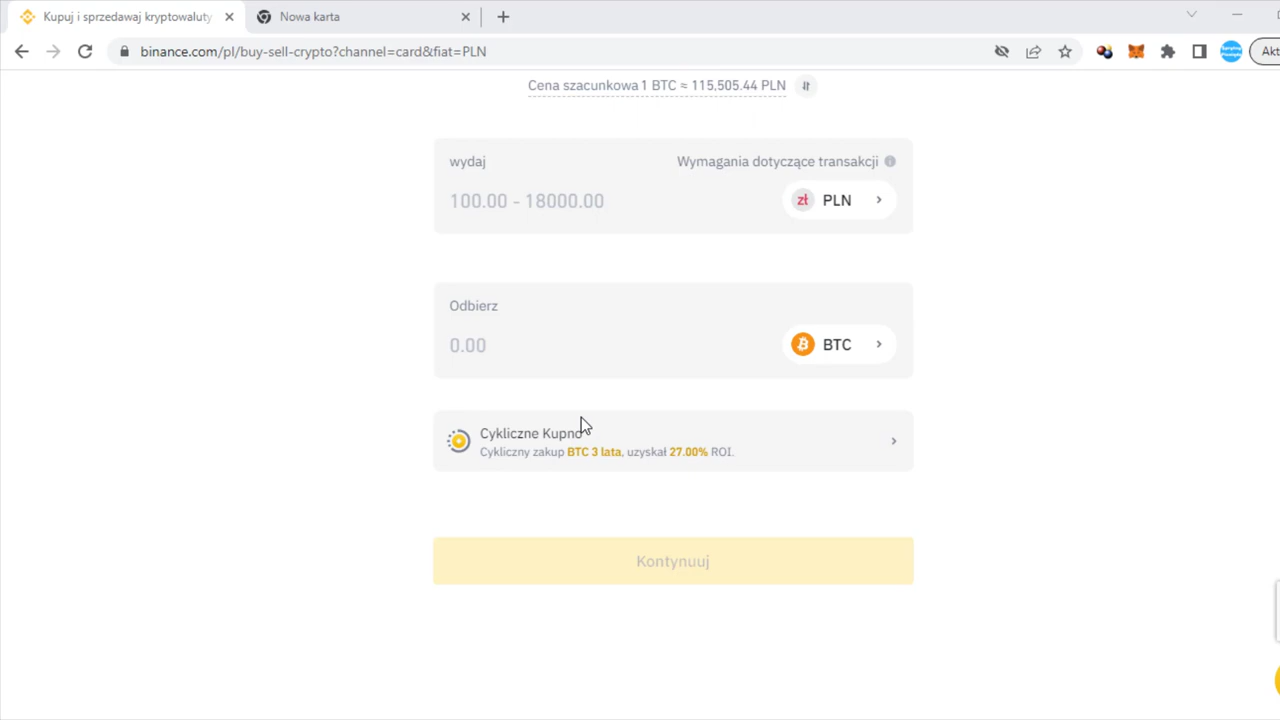 Kupuj i sprzedawaj kryptowaluty
Nowa karta
binance.com/pl/buy-sell-crypto?channel=card&fiat=PLN
Cena szacunkowa 1 BTC ≈ 115,505.44 PLN
wydaj
Wymagania dotyczące transakcji
100.00 - 18000.00
zł PLN
Odbierz
0.00
BTC
Cykliczne Kupno
Cykliczny zakup BTC 3 lata, uzyskał 27.00% ROI.
Kontynuuj